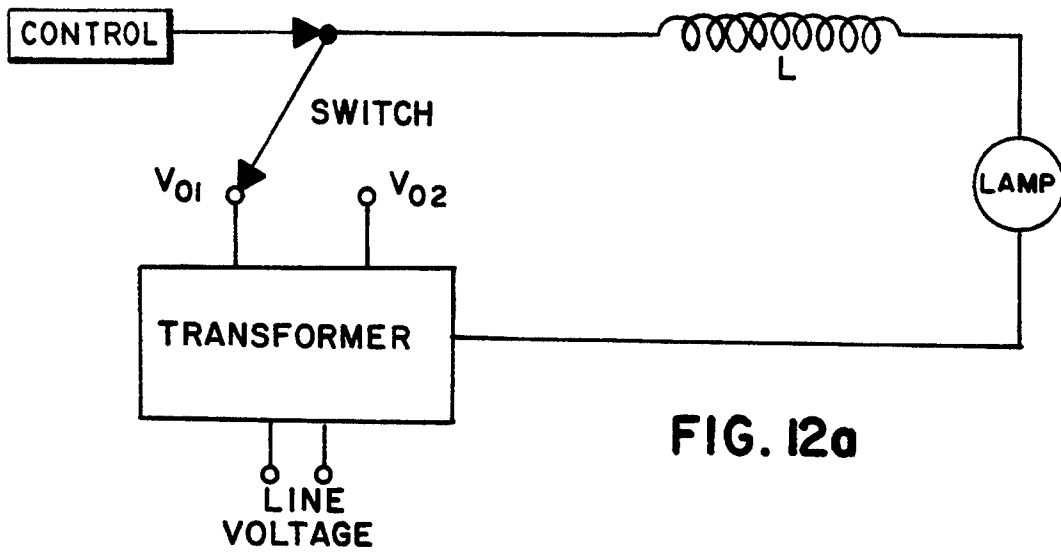 CONTROL
L
SWITCH
LAMP
V01
V02
TRANSFORMER
FIG. 12a
LINE
VOLTAGE